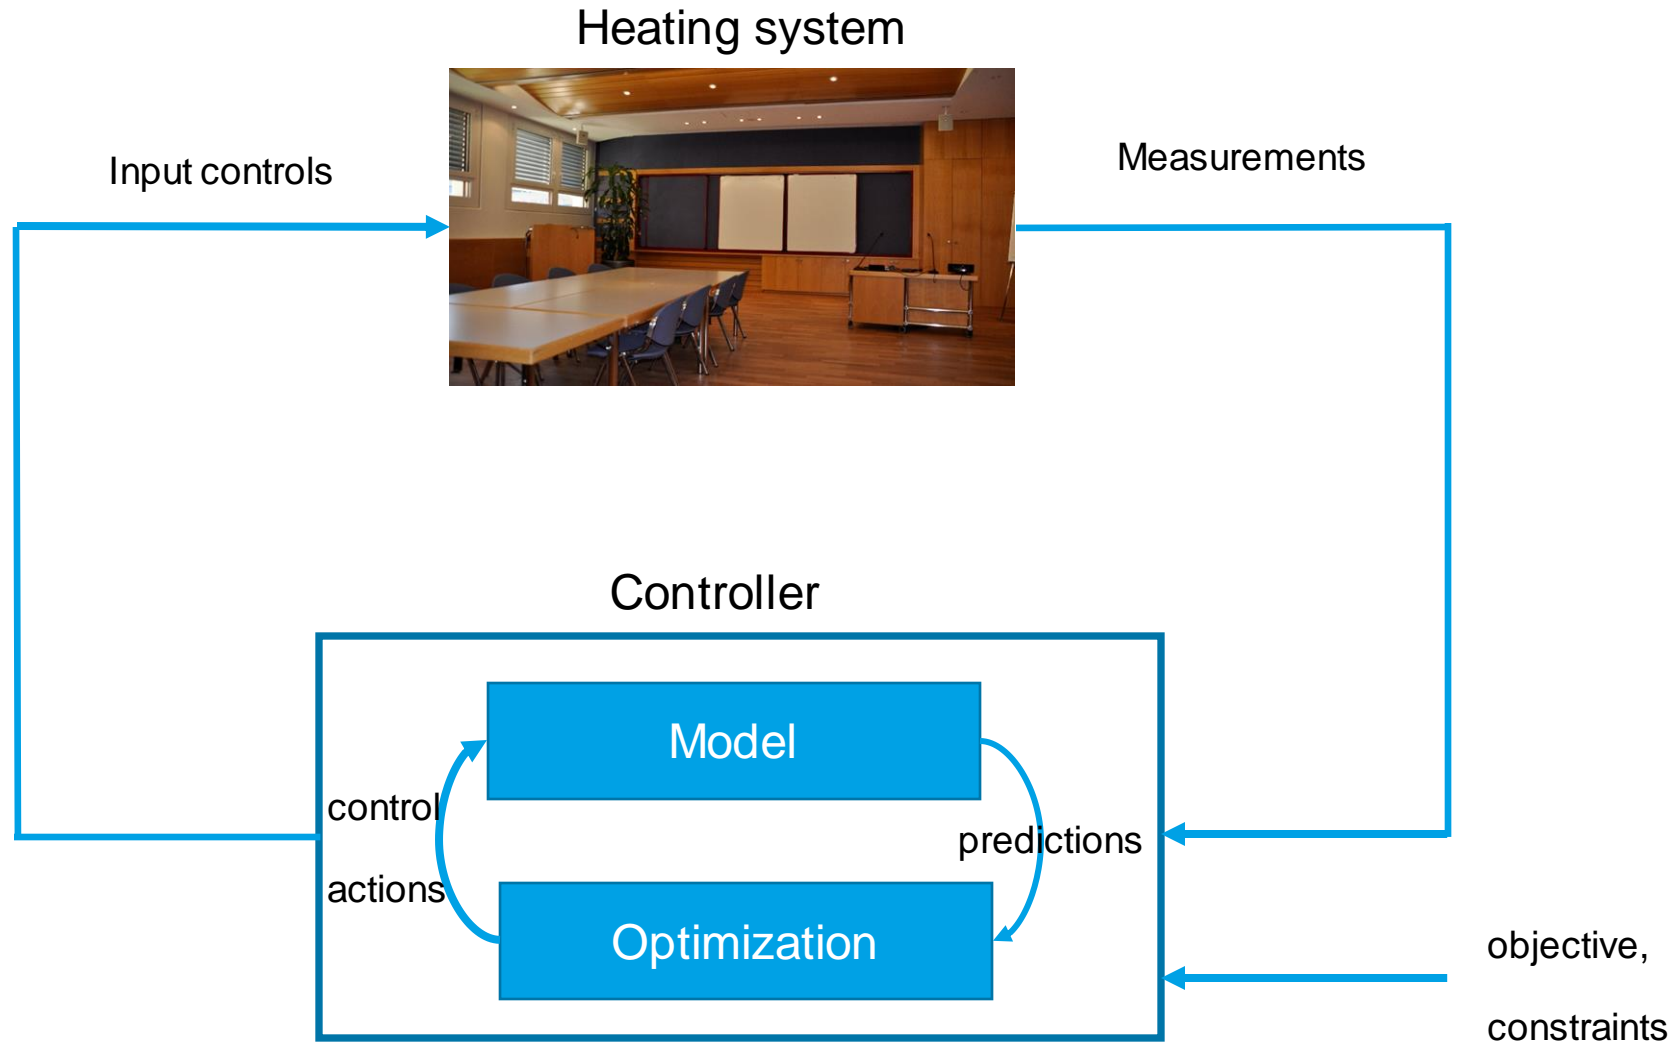 Heating system
Input controls
Measurements
Controller
Model
control
predictions
actions
Optimization
objective,
constraints